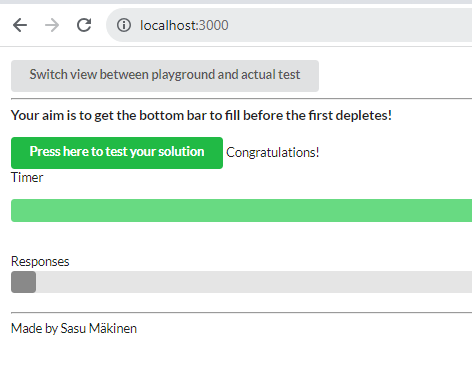 localhost:3000
Switch view between playground and actual test
Your aim is to get the bottom bar to fill before the first depletes!
Press here to test your solution Congratulations!
Timer
Responses
Made by Sasu Mäkinen